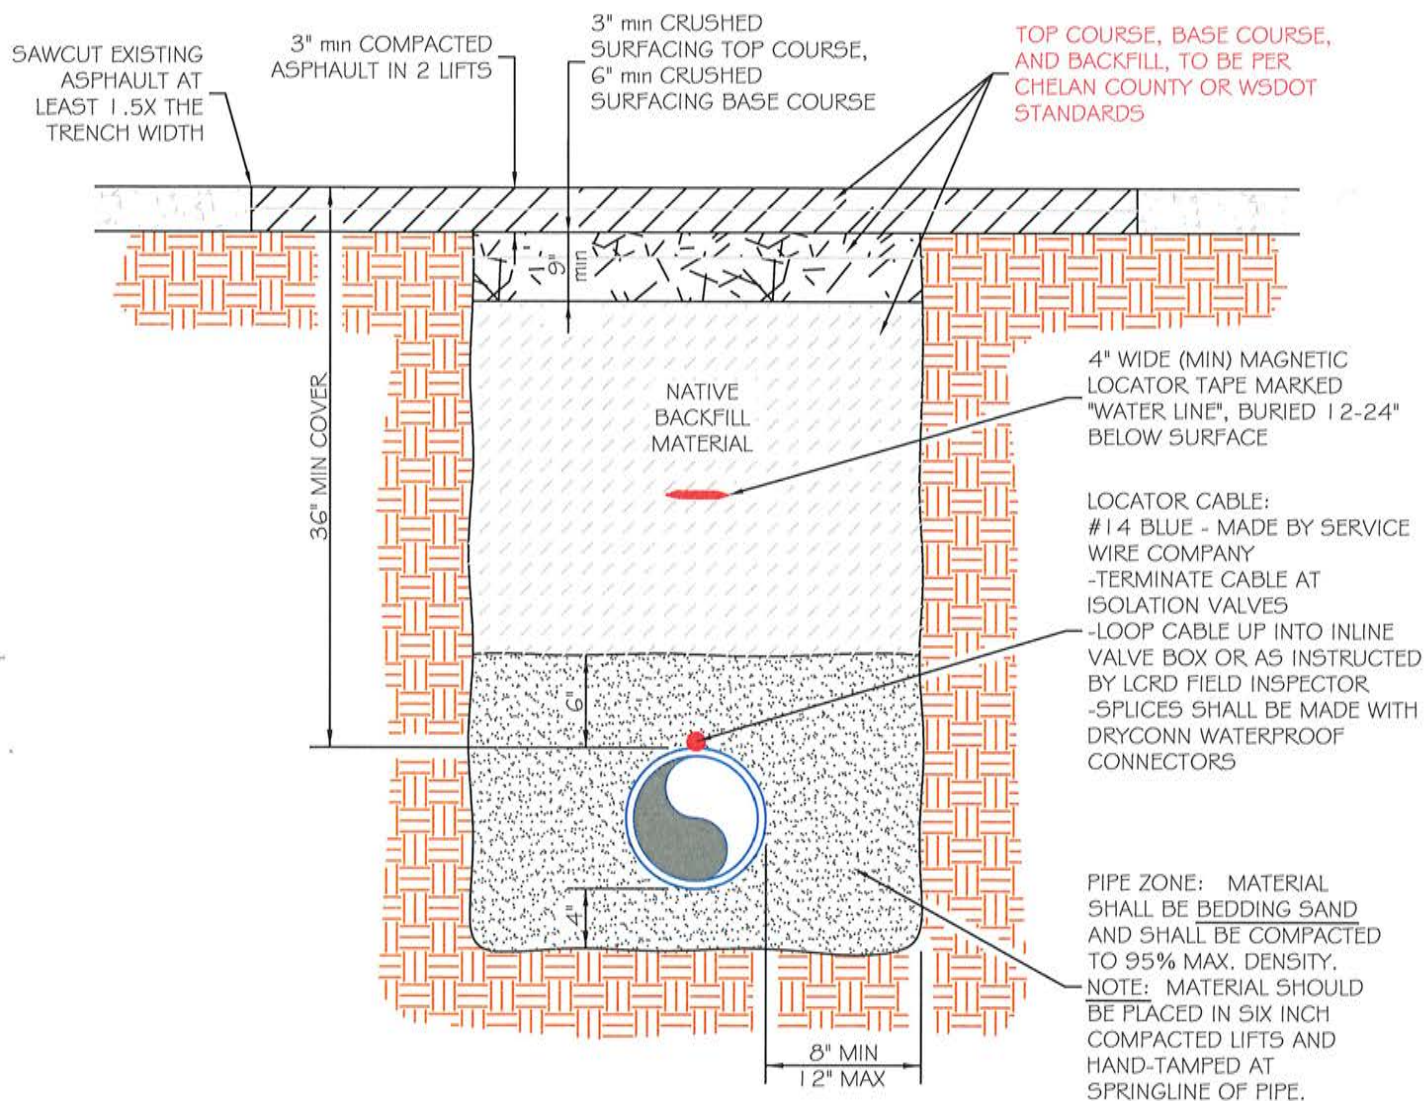 SAWCUT EXISTING
ASPHAULT AT
LEAST 1.5X THE
TRENCH WIDTH
3" min COMPACTED
ASPHAULT IN 2 LIFTS
3" min CRUSHED
SURFACING TOP COURSE,
6" min CRUSHED
SURFACING BASE COURSE
TOP COURSE, BASE COURSE,
AND BACKFILL, TO BE PER
CHELAN COUNTY OR WSDOT
STANDARDS
9"
min
36" MIN COVER
NATIVE
BACKFILL
MATERIAL
4" WIDE (MIN) MAGNETIC
LOCATOR TAPE MARKED
"WATER LINE", BURIED 12-24"
BELOW SURFACE
LOCATOR CABLE:
#14 BLUE - MADE BY SERVICE
WIRE COMPANY
-TERMINATE CABLE AT
ISOLATION VALVES
-LOOP CABLE UP INTO INLINE
VALVE BOX OR AS INSTRUCTED
BY LCRD FIELD INSPECTOR
-SPLICES SHALL BE MADE WITH
DRYCONN WATERPROOF
CONNECTORS
6"
4"
PIPE ZONE: MATERIAL
SHALL BE BEDDING SAND
AND SHALL BE COMPACTED
TO 95% MAX. DENSITY.
NOTE: MATERIAL SHOULD
BE PLACED IN SIX INCH
COMPACTED LIFTS AND
HAND-TAMPED AT
SPRINGLINE OF PIPE.
8" MIN
12" MAX